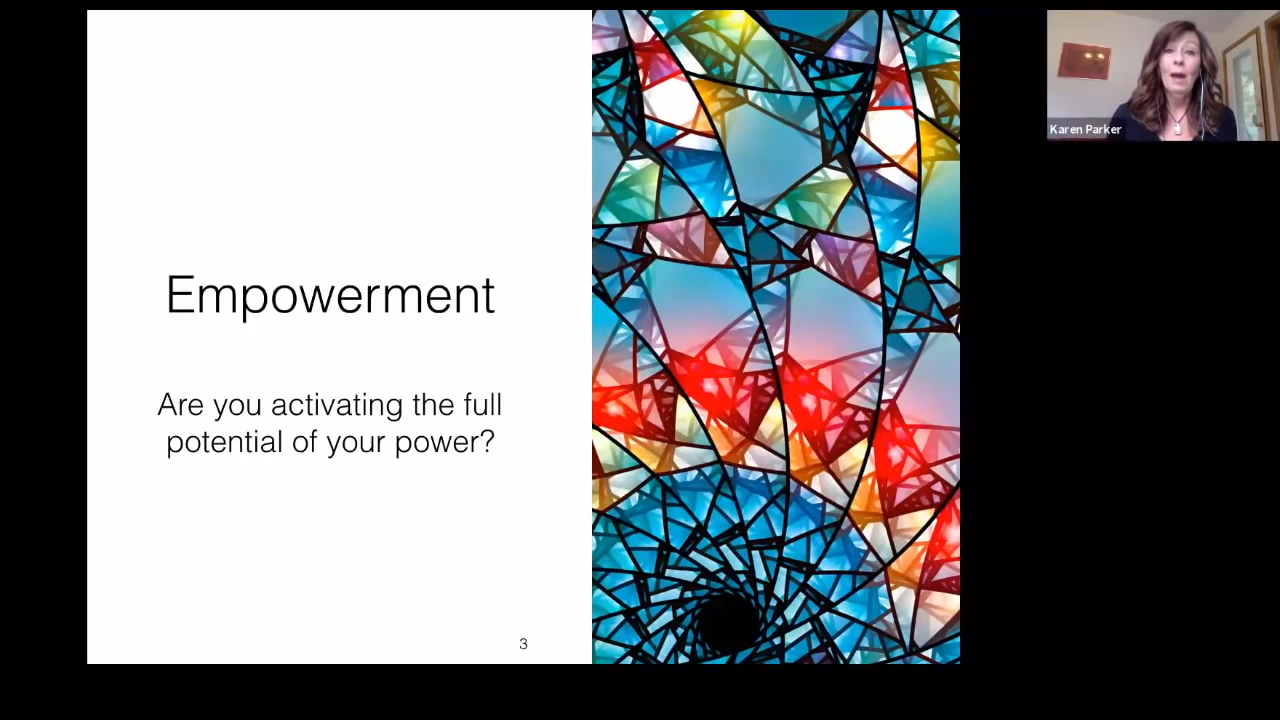 Empowerment
Are you activating the full
potential of your power?
3
Karen Parker